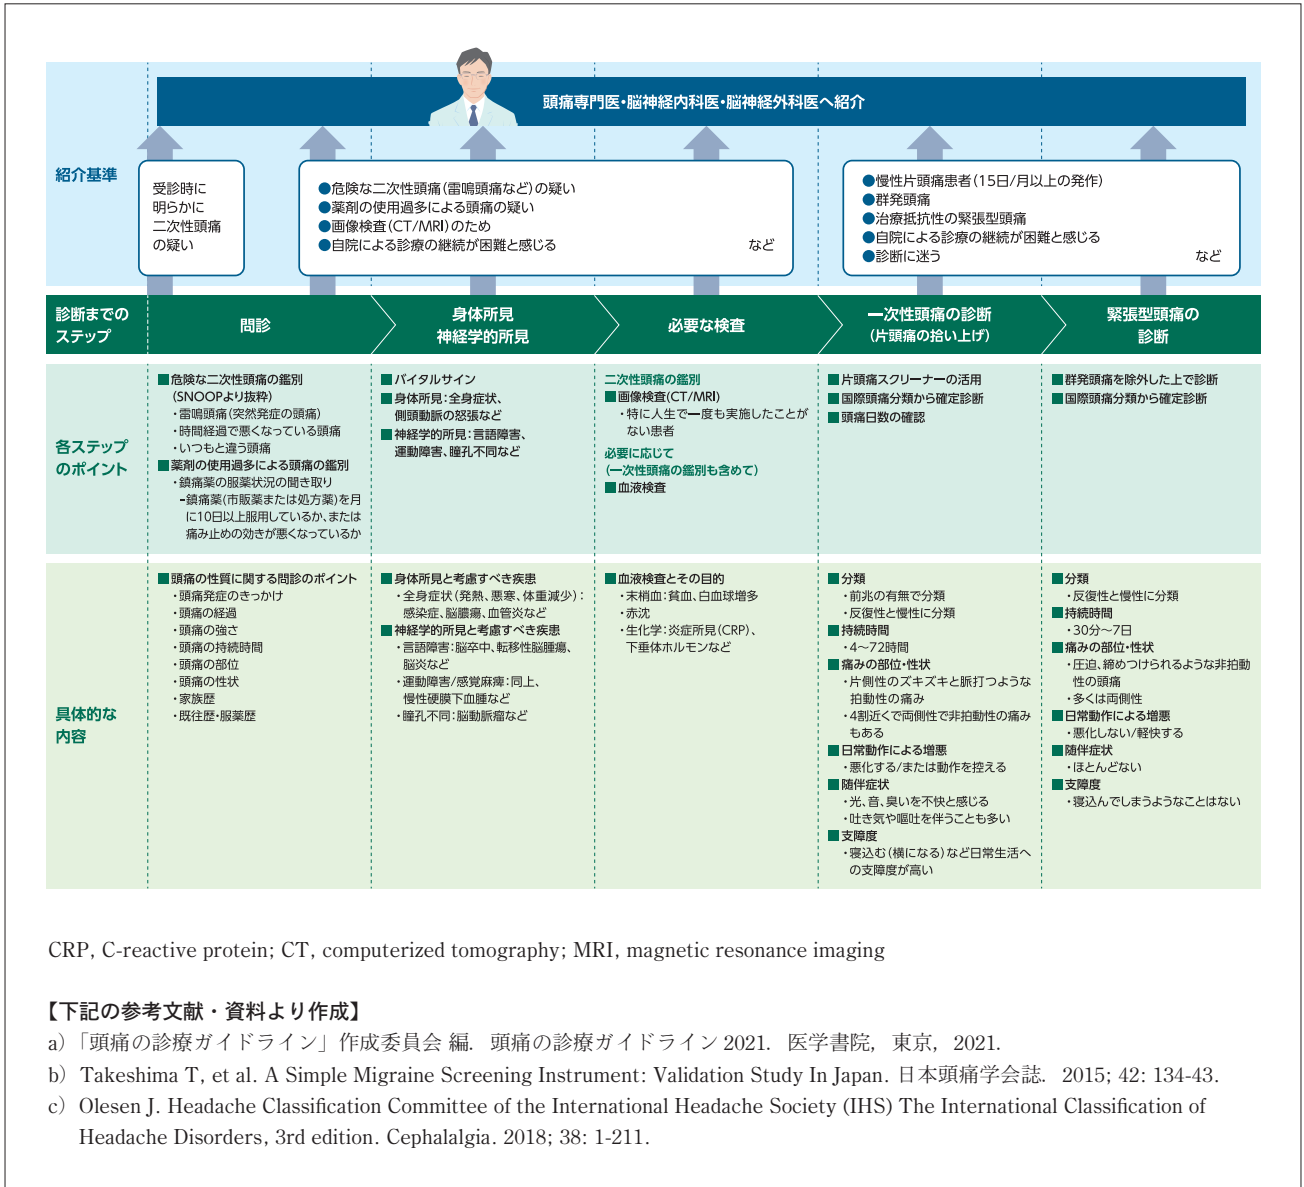 頭痛専門医・脳神経内科医・脳神経外科医へ紹介
紹介基準
受診時に
明らかに
二次性頭痛
の疑い
●危険な二次性頭痛（雷鳴頭痛など）の疑い
●薬剤の使用過多による頭痛の疑い
●画像検査（CT/MRI）のため
●自院による診療の継続が困難と感じる など
●慢性片頭痛患者（15日/月以上の発作）
●群発頭痛
●治療抵抗性の緊張型頭痛
●自院による診療の継続が困難と感じる
●診断に迷う など
診断までの
ステップ
問診
身体所見
神経学的所見
必要な検査
一次性頭痛の診断
（片頭痛の拾い上げ）
緊張型頭痛の
診断
各ステップ
のポイント
■危険な二次性頭痛の鑑別
（SNOOPより抜粋）
・雷鳴頭痛（突然発症の頭痛）
・時間経過で悪くなっている頭痛
・いつもと違う頭痛
■薬剤の使用過多による頭痛の鑑別
・鎮痛薬の服薬状況の聞き取り
−鎮痛薬（市販薬または処方薬）を月
に10日以上服用しているか、または
痛み止めの効きが悪くなっているか
■バイタルサイン
■身体所見：全身症状、
側頭動脈の怒張など
■神経学的所見：言語障害、
運動障害、瞳孔不同など
二次性頭痛の鑑別
■画像検査（CT/MRI）
・特に人生で一度も実施したことが
ない患者
必要に応じて
（一次性頭痛の鑑別も含めて）
■血液検査
■片頭痛スクリーナーの活用
■国際頭痛分類から確定診断
■頭痛日数の確認
■群発頭痛を除外した上で診断
■国際頭痛分類から確定診断
具体的な
内容
■頭痛の性質に関する問診のポイント
・頭痛発症のきっかけ
・頭痛の経過
・頭痛の強さ
・頭痛の持続時間
・頭痛の部位
・頭痛の性状
・家族歴
・既往歴・服薬歴
■身体所見と考慮すべき疾患
・全身症状（発熱、悪寒、体重減少）：
感染症、脳膿瘍、血管炎など
■神経学的所見と考慮すべき疾患
・言語障害：脳卒中、転移性脳腫瘍、
脳炎など
・運動障害/感覚麻痺：同上、
慢性硬膜下血腫など
・瞳孔不同：脳動脈瘤など
■血液検査とその目的
・末梢血：貧血、白血球増多
・赤沈
・生化学：炎症所見（CRP）、
下垂体ホルモンなど
■分類
・前兆の有無で分類
・反復性と慢性に分類
■持続時間
・4〜72時間
■痛みの部位・性状
・片側性のズキズキと脈打つような
拍動性の痛み
・4割近くで両側性で非拍動性の痛み
もある
■日常動作による増悪
・悪化する/または動作を控える
■随伴症状
・光、音、臭いを不快と感じる
・吐き気や嘔吐を伴うことも多い
■支障度
・寝込む（横になる）など日常生活へ
の支障度が高い
■分類
・反復性と慢性に分類
■持続時間
・30分〜7日
■痛みの部位・性状
・圧迫、締めつけられるような非拍動
性の頭痛
・多くは両側性
■日常動作による増悪
・悪化しない/軽快する
■随伴症状
・ほとんどない
■支障度
・寝込んでしまうようなことはない
CRP, C-reactive protein; CT, computerized tomography; MRI, magnetic resonance imaging
【下記の参考文献・資料より作成】
a）「頭痛の診療ガイドライン」作成委員会 編. 頭痛の診療ガイドライン 2021. 医学書院, 東京, 2021.
b）Takeshima T, et al. A Simple Migraine Screening Instrument: Validation Study In Japan. 日本頭痛学会誌. 2015; 42: 134-43.
c）Olesen J. Headache Classification Committee of the International Headache Society (IHS) The International Classification of
Headache Disorders, 3rd edition. Cephalalgia. 2018; 38: 1-211.